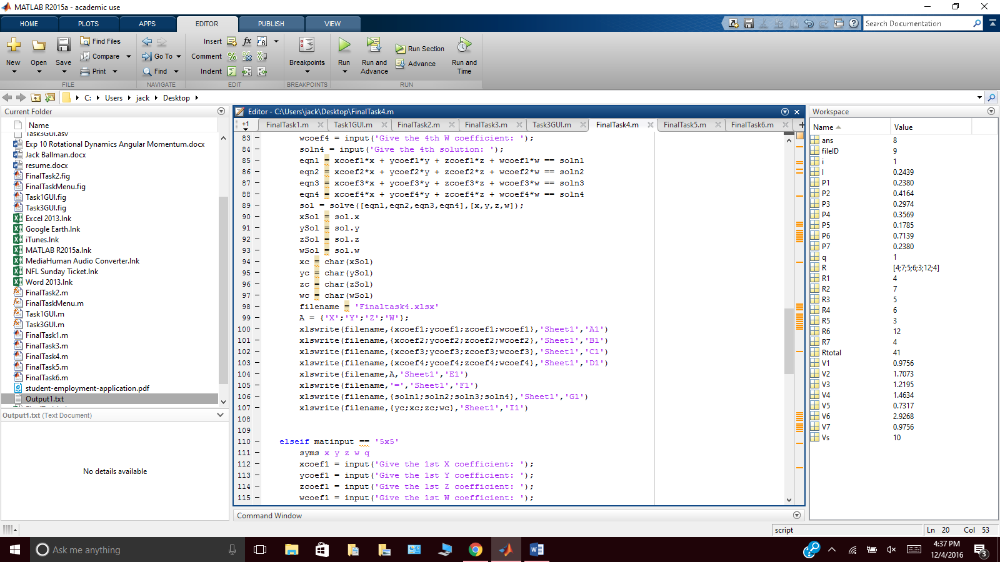 MATLAB R2015a - academic use
HOME PLOTS APPS EDITOR PUBLISH VIEW
Search Documentation
New Open Save
Find Files
Compare
Print
Go To
Find
Insert
fx
Comment
Indent
Breakpoints
Run
Run and Advance
Run Section
Advance
Run and Time
FILE NAVIGATE EDIT BREAKPOINTS RUN
C: Users jack Desktop
Current Folder
Name
Task3GUI.asv
Exp 10 Rotational Dynamics Angular Momentum.docx
Jack Ballman.docx
resume.docx
FinalTask2.fig
FinalTaskMenu.fig
Task1GUI.fig
Task3GUI.fig
Excel 2013.lnk
Google Earth.lnk
iTunes.lnk
MATLAB R2015a.lnk
MediaHuman Audio Converter.lnk
NFL Sunday Ticket.lnk
Word 2013.lnk
FinalTask2.m
FinalTaskMenu.m
Task1GUI.m
Task3GUI.m
FinalTask1.m
FinalTask3.m
FinalTask4.m
FinalTask5.m
FinalTask6.m
student-employment-application.pdf
Output1.txt
Output1.txt (Text Document)
No details available
Editor - C:\Users\jack\Desktop\FinalTask4.m
+1 FinalTask1.m Task1GUI.m FinalTask2.m FinalTask3.m Task3GUI.m FinalTask4.m FinalTask5.m FinalTask6.m
83 - wcoef4 = input('Give the 4th W coefficient: ');
84 - soln4 = input('Give the 4th solution: ');
85 - eqn1 = xcoef1*x + ycoef1*y + zcoef1*z + wcoef1*w == soln1
86 - eqn2 = xcoef2*x + ycoef2*y + zcoef2*z + wcoef2*w == soln2
87 - eqn3 = xcoef3*x + ycoef3*y + zcoef3*z + wcoef3*w == soln3
88 - eqn4 = xcoef4*x + ycoef4*y + zcoef4*z + wcoef4*w == soln4
89 - sol = solve([eqn1,eqn2,eqn3,eqn4],[x,y,z,w]);
90 - xSol = sol.x
91 - ySol = sol.y
92 - zSol = sol.z
93 - wSol = sol.w
94 - xc = char(xSol)
95 - yc = char(ySol)
96 - zc = char(zSol)
97 - wc = char(wSol)
98 - filename = 'Finaltask4.xlsx'
99 - A = {'X';'Y';'Z';'W'};
100 - xlswrite(filename,{xcoef1;ycoef1;zcoef1;wcoef1},'Sheet1','A1')
101 - xlswrite(filename,{xcoef2;ycoef2;zcoef2;wcoef2},'Sheet1','B1')
102 - xlswrite(filename,{xcoef3;ycoef3;zcoef3;wcoef3},'Sheet1','C1')
103 - xlswrite(filename,{xcoef4;ycoef4;zcoef4;wcoef4},'Sheet1','D1')
104 - xlswrite(filename,A,'Sheet1','E1')
105 - xlswrite(filename,'=','Sheet1','F1')
106 - xlswrite(filename,{soln1;soln2;soln3;soln4},'Sheet1','G1')
107 - xlswrite(filename,{yc;xc;zc;wc},'Sheet1','I1')
108
109
110 - elseif matinput == '5x5'
111 - syms x y z w q
112 - xcoef1 = input('Give the 1st X coefficient: ');
113 - ycoef1 = input('Give the 1st Y coefficient: ');
114 - zcoef1 = input('Give the 1st Z coefficient: ');
115 - wcoef1 = input('Give the 1st W coefficient: ');
Command Window
Workspace
Name Value
ans 8
fileID 9
i 1
I 0.2439
P1 0.2380
P2 0.4164
P3 0.2974
P4 0.3569
P5 0.1785
P6 0.7139
P7 0.2380
q 1
R [4;7;5;6;3;12;4]
R1 4
R2 7
R3 5
R4 6
R5 3
R6 12
R7 4
Rtotal 41
V1 0.9756
V2 1.7073
V3 1.2195
V4 1.4634
V5 0.7317
V6 2.9268
V7 0.9756
Vs 10
script Ln 20 Col 53
Ask me anything
4:37 PM
12/4/2016
3